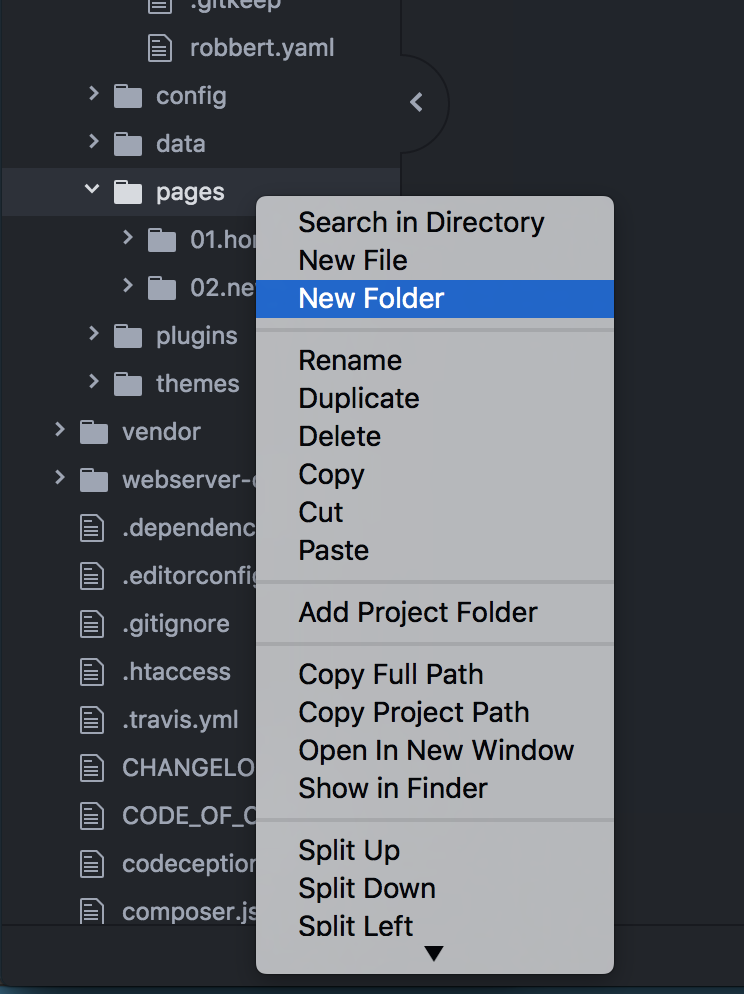 .gitkeep
robbert.yaml
config
data
pages
01.hor
02.ne
plugins
themes
vendor
webserver-c
.dependenc
.editorconfig
.gitignore
.htaccess
.travis.yml
CHANGELO
CODE_OF_C
codeception
composer.js
Search in Directory
New File
New Folder
Rename
Duplicate
Delete
Copy
Cut
Paste
Add Project Folder
Copy Full Path
Copy Project Path
Open In New Window
Show in Finder
Split Up
Split Down
Split Left